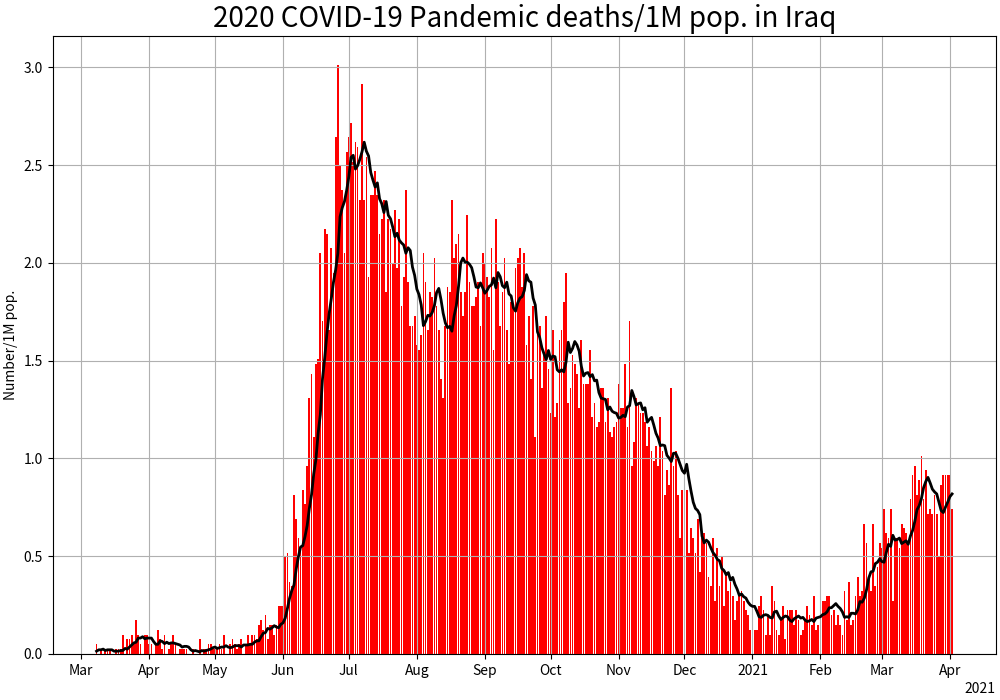 2020 COVID-19 Pandemic deaths/1M pop. in Iraq
Number/1M pop.
3.0
2.5
2.0
1.5
1.0
0.5
0.0
Mar Apr May Jun Jul Aug Sep Oct Nov Dec 2021 Feb Mar Apr
2021